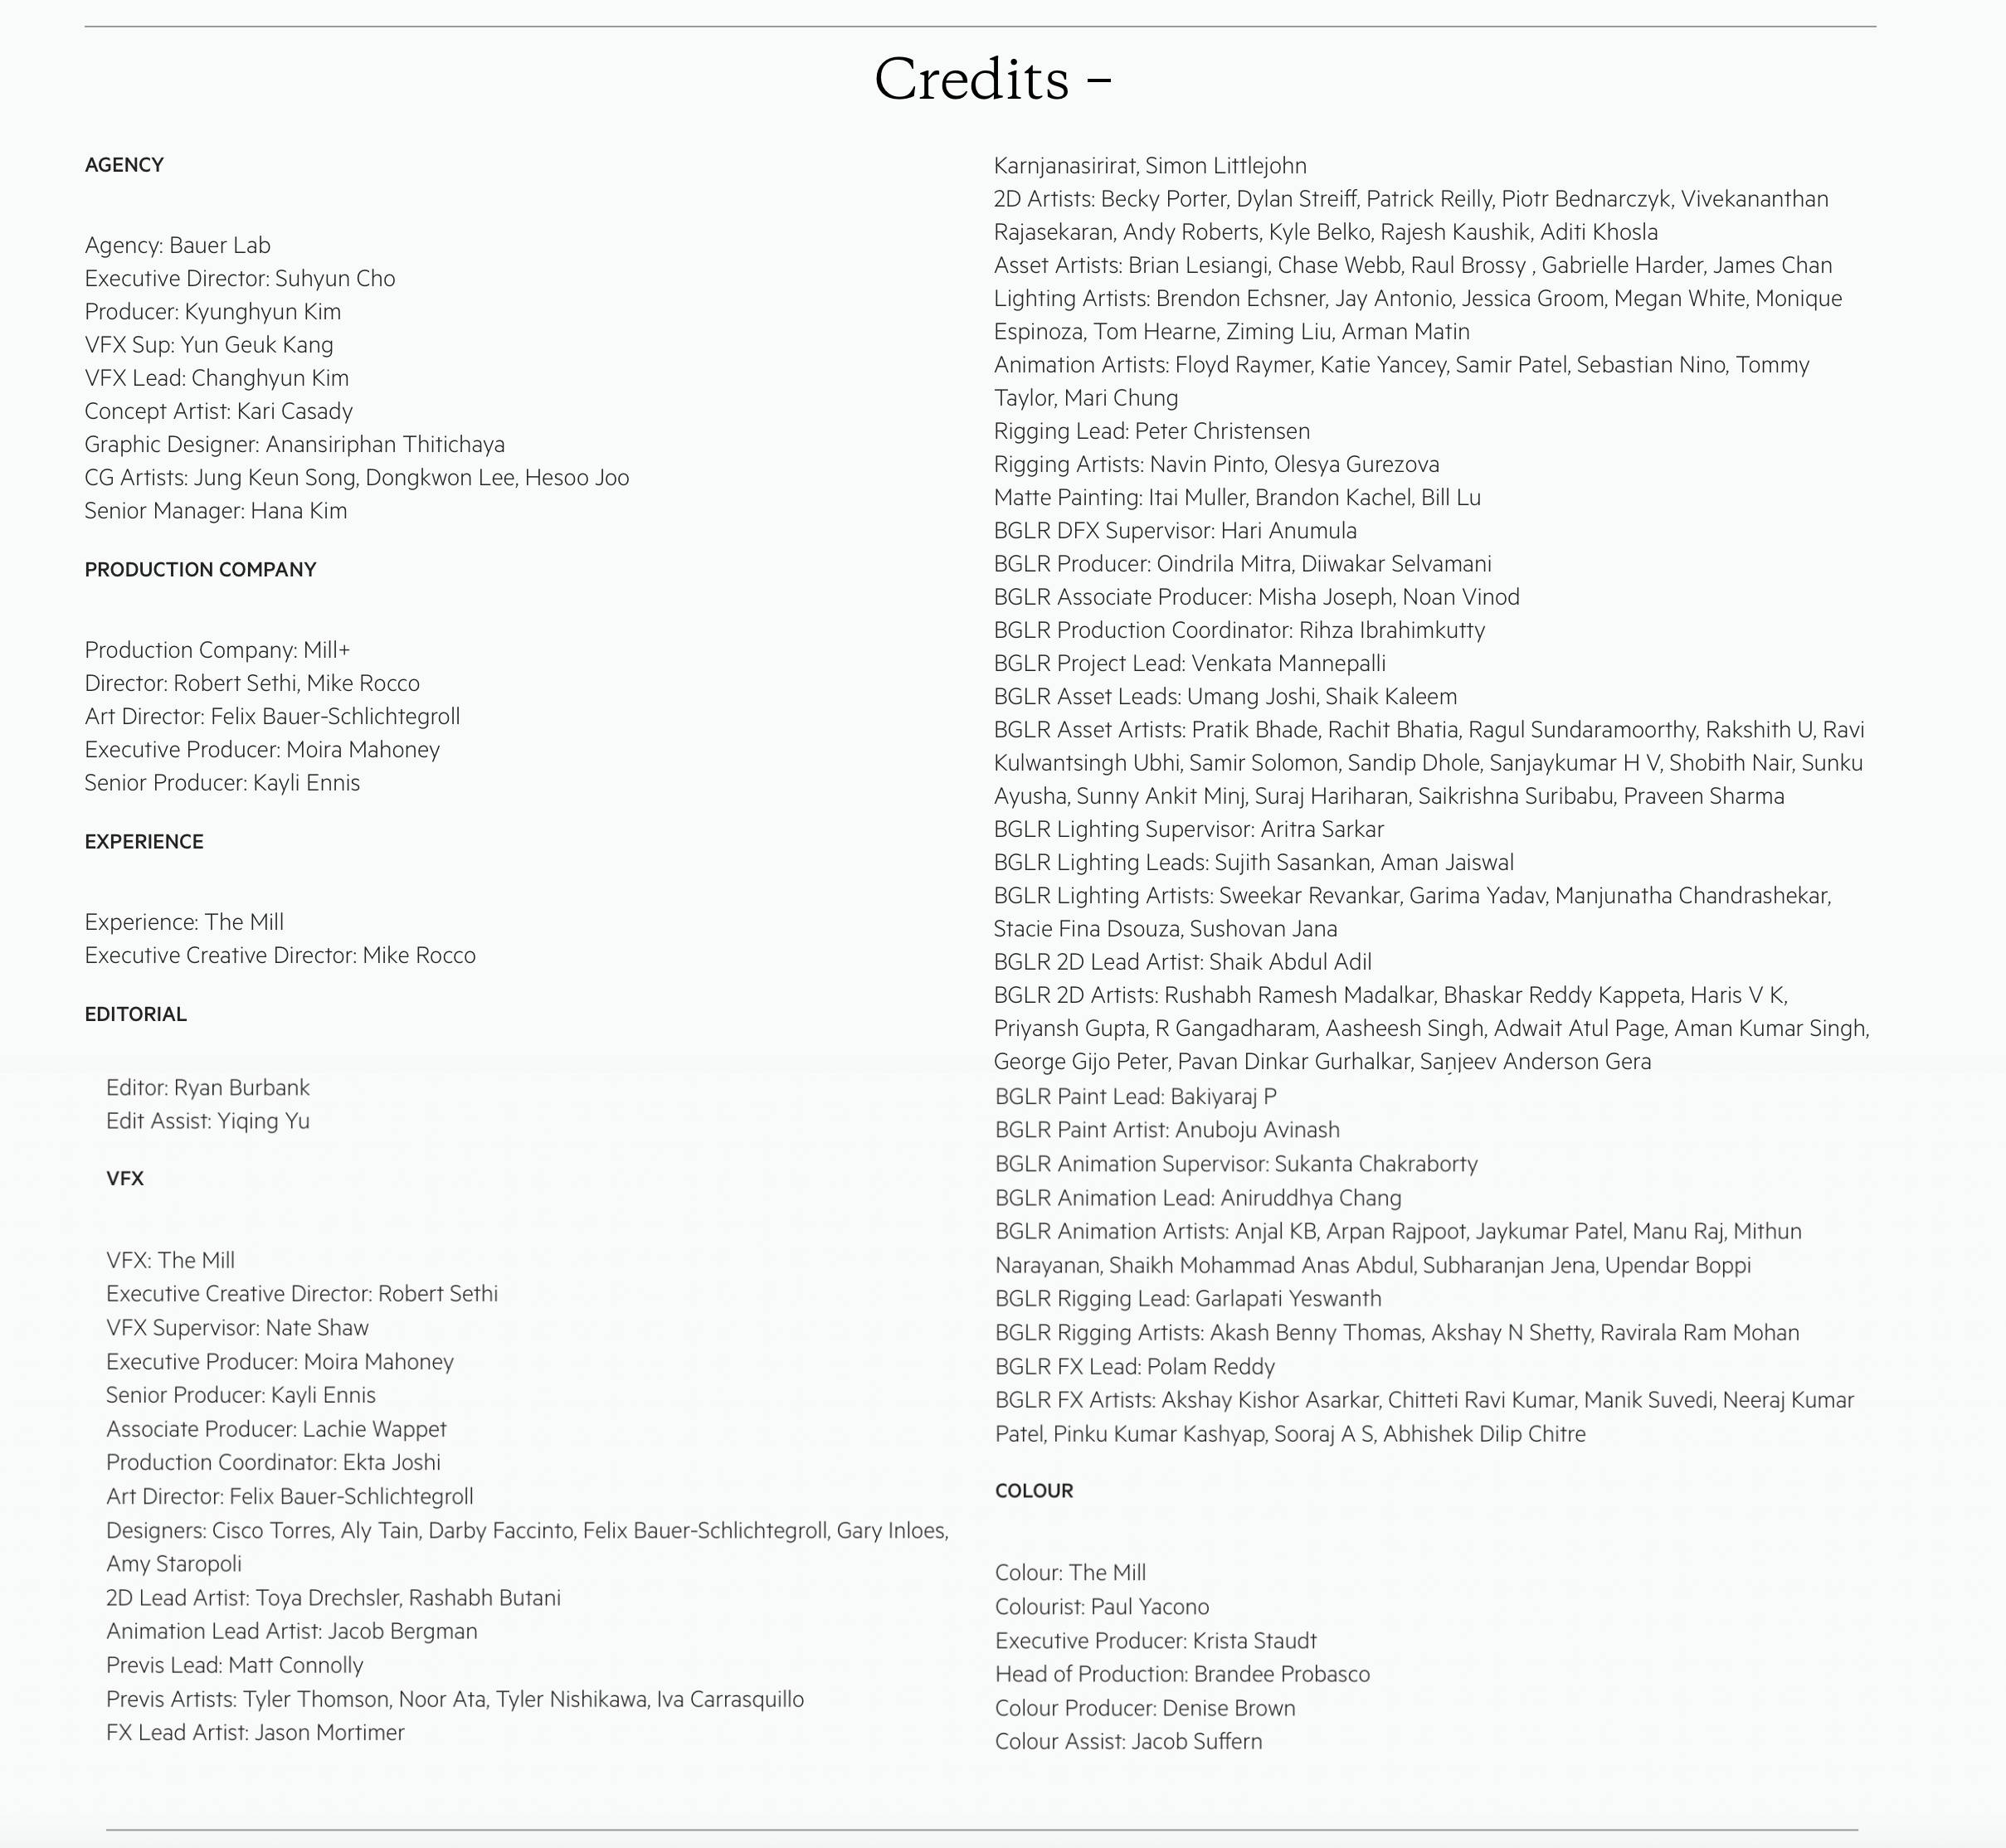 Credits –
AGENCY
Agency: Bauer Lab
Executive Director: Suhyun Cho
Producer: Kyunghyun Kim
VFX Sup: Yun Geuk Kang
VFX Lead: Changhyun Kim
Concept Artist: Kari Casady
Graphic Designer: Anansiriphan Thitichaya
CG Artists: Jung Keun Song, Dongkwon Lee, Hesoo Joo
Senior Manager: Hana Kim
PRODUCTION COMPANY
Production Company: Mill+
Director: Robert Sethi, Mike Rocco
Art Director: Felix Bauer-Schlichtegroll
Executive Producer: Moira Mahoney
Senior Producer: Kayli Ennis
EXPERIENCE
Experience: The Mill
Executive Creative Director: Mike Rocco
EDITORIAL
Editor: Ryan Burbank
Edit Assist: Yiqing Yu
VFX
VFX: The Mill
Executive Creative Director: Robert Sethi
VFX Supervisor: Nate Shaw
Executive Producer: Moira Mahoney
Senior Producer: Kayli Ennis
Associate Producer: Lachie Wappet
Production Coordinator: Ekta Joshi
Art Director: Felix Bauer-Schlichtegroll
Designers: Cisco Torres, Aly Tain, Darby Faccinto, Felix Bauer-Schlichtegroll, Gary Inloes,
Amy Staropoli
2D Lead Artist: Toya Drechsler, Rashabh Butani
Animation Lead Artist: Jacob Bergman
Previs Lead: Matt Connolly
Previs Artists: Tyler Thomson, Noor Ata, Tyler Nishikawa, Iva Carrasquillo
FX Lead Artist: Jason Mortimer
Karnjanasirirat, Simon Littlejohn
2D Artists: Becky Porter, Dylan Streiff, Patrick Reilly, Piotr Bednarczyk, Vivekananthan
Rajasekaran, Andy Roberts, Kyle Belko, Rajesh Kaushik, Aditi Khosla
Asset Artists: Brian Lesiangi, Chase Webb, Raul Brossy , Gabrielle Harder, James Chan
Lighting Artists: Brendon Echsner, Jay Antonio, Jessica Groom, Megan White, Monique
Espinoza, Tom Hearne, Ziming Liu, Arman Matin
Animation Artists: Floyd Raymer, Katie Yancey, Samir Patel, Sebastian Nino, Tommy
Taylor, Mari Chung
Rigging Lead: Peter Christensen
Rigging Artists: Navin Pinto, Olesya Gurezova
Matte Painting: Itai Muller, Brandon Kachel, Bill Lu
BGLR DFX Supervisor: Hari Anumula
BGLR Producer: Oindrila Mitra, Diiwakar Selvamani
BGLR Associate Producer: Misha Joseph, Noan Vinod
BGLR Production Coordinator: Rihza Ibrahimkutty
BGLR Project Lead: Venkata Mannepalli
BGLR Asset Leads: Umang Joshi, Shaik Kaleem
BGLR Asset Artists: Pratik Bhade, Rachit Bhatia, Ragul Sundaramoorthy, Rakshith U, Ravi
Kulwantsingh Ubhi, Samir Solomon, Sandip Dhole, Sanjaykumar H V, Shobith Nair, Sunku
Ayusha, Sunny Ankit Minj, Suraj Hariharan, Saikrishna Suribabu, Praveen Sharma
BGLR Lighting Supervisor: Aritra Sarkar
BGLR Lighting Leads: Sujith Sasankan, Aman Jaiswal
BGLR Lighting Artists: Sweekar Revankar, Garima Yadav, Manjunatha Chandrashekar,
Stacie Fina Dsouza, Sushovan Jana
BGLR 2D Lead Artist: Shaik Abdul Adil
BGLR 2D Artists: Rushabh Ramesh Madalkar, Bhaskar Reddy Kappeta, Haris V K,
Priyansh Gupta, R Gangadharam, Aasheesh Singh, Adwait Atul Page, Aman Kumar Singh,
George Gijo Peter, Pavan Dinkar Gurhalkar, Sanjeev Anderson Gera
BGLR Paint Lead: Bakiyaraj P
BGLR Paint Artist: Anuboju Avinash
BGLR Animation Supervisor: Sukanta Chakraborty
BGLR Animation Lead: Aniruddhya Chang
BGLR Animation Artists: Anjal KB, Arpan Rajpoot, Jaykumar Patel, Manu Raj, Mithun
Narayanan, Shaikh Mohammad Anas Abdul, Subharanjan Jena, Upendar Boppi
BGLR Rigging Lead: Garlapati Yeswanth
BGLR Rigging Artists: Akash Benny Thomas, Akshay N Shetty, Ravirala Ram Mohan
BGLR FX Lead: Polam Reddy
BGLR FX Artists: Akshay Kishor Asarkar, Chitteti Ravi Kumar, Manik Suvedi, Neeraj Kumar
Patel, Pinku Kumar Kashyap, Sooraj A S, Abhishek Dilip Chitre
COLOUR
Colour: The Mill
Colourist: Paul Yacono
Executive Producer: Krista Staudt
Head of Production: Brandee Probasco
Colour Producer: Denise Brown
Colour Assist: Jacob Suffern